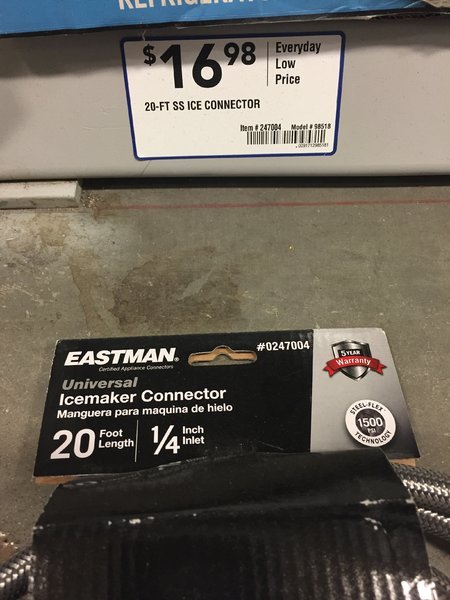 $16.98
Everyday
Low
Price
20-FT SS ICE CONNECTOR
Item # 247004 Model # 98518
EASTMAN®
#0247004
Certified Appliance Connectors
Universal
Icemaker Connector
Manguera para maquina de hielo
20 Foot Length
1/4 Inch Inlet
5 YEAR
Warranty
STEEL-FLEX
1500
PSI
TECHNOLOGY